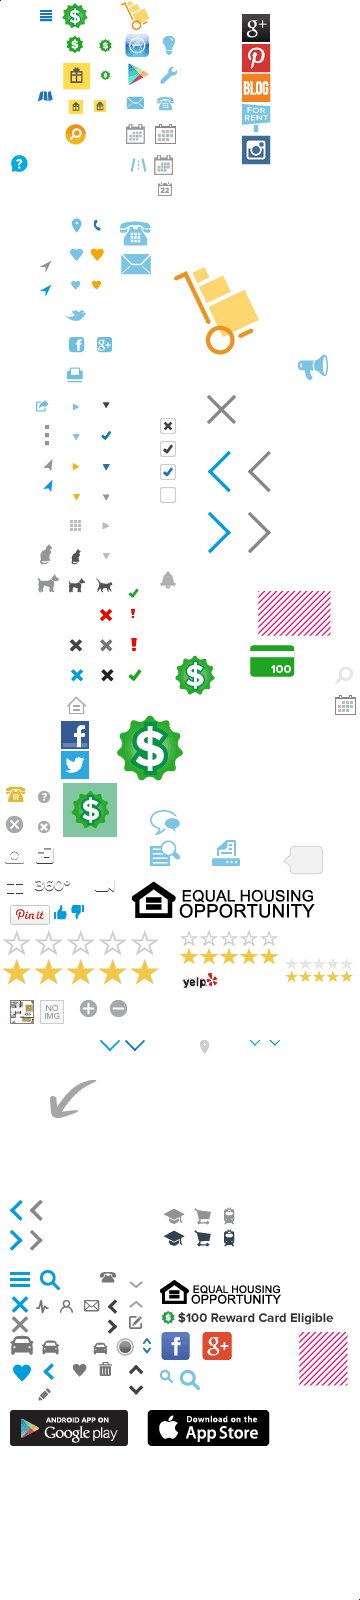 g+
BLOG
FOR
RENT
22
f
g+
100
f
360°
Pin it
EQUAL HOUSING
OPPORTUNITY
yelp
NO
IMG
EQUAL HOUSING
OPPORTUNITY
$100 Reward Card Eligible
f
g+
ANDROID APP ON
Google play
Download on the
App Store